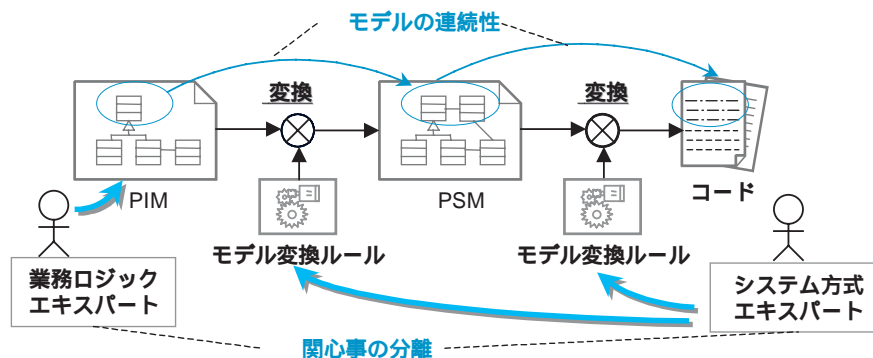 モデルの連続性
変換
変換
PIM
PSM
コード
モデル変換ルール
モデル変換ルール
業務ロジック
エキスパート
システム方式
エキスパート
関心事の分離